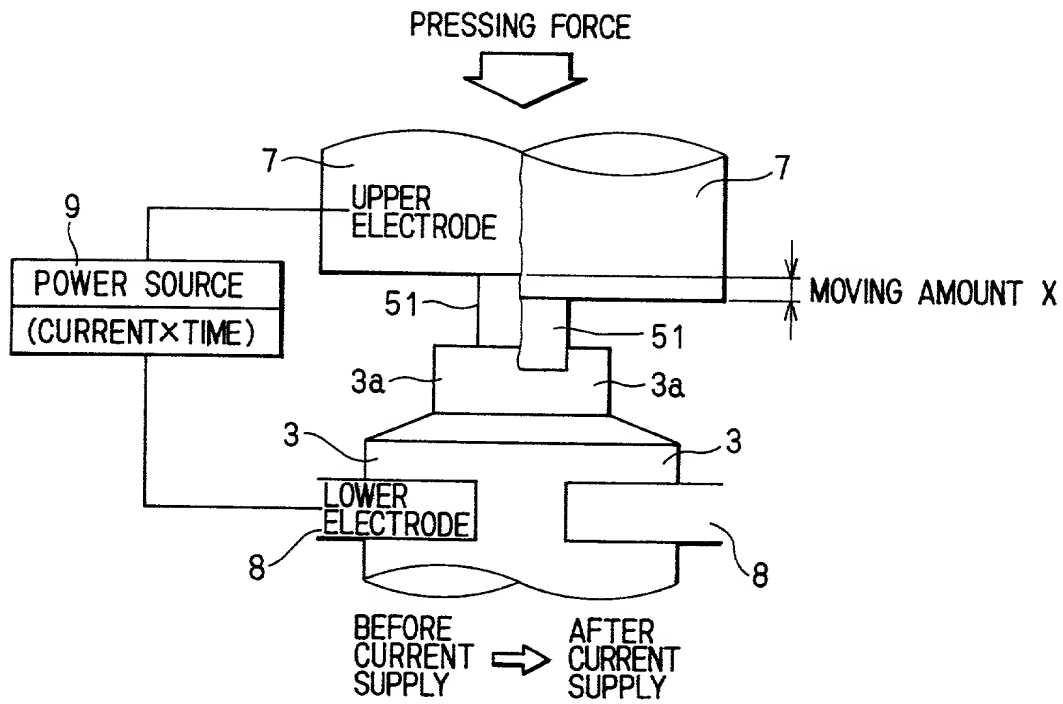 PRESSING FORCE
7
7
UPPER
ELECTRODE
9
POWER SOURCE
(CURRENT×TIME)
MOVING AMOUNT X
51
51
3a
3a
3
3
LOWER
ELECTRODE
8
8
BEFORE
CURRENT
SUPPLY
AFTER
CURRENT
SUPPLY